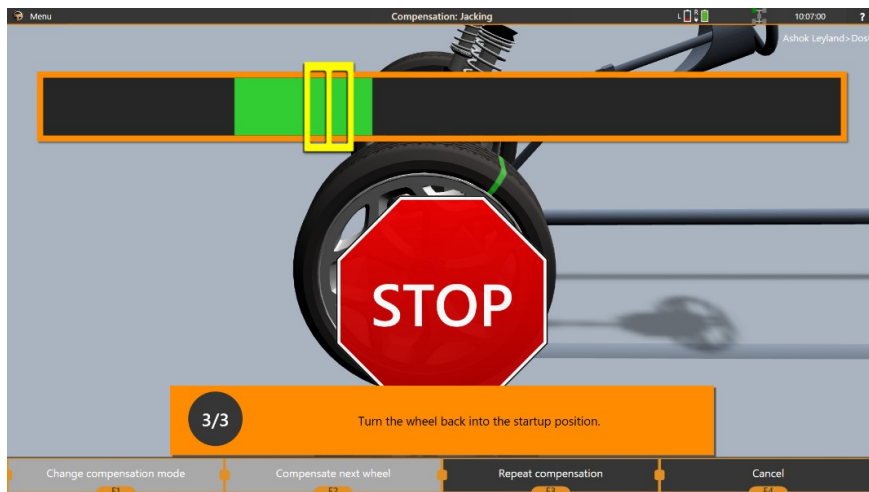 Menu
Compensation: Jacking
L R
10:07:00
?
Ashok Leyland>Dost
STOP
3/3
Turn the wheel back into the startup position.
Change compensation mode
Compensate next wheel
Repeat compensation
Cancel
F1
F2
F3
F4